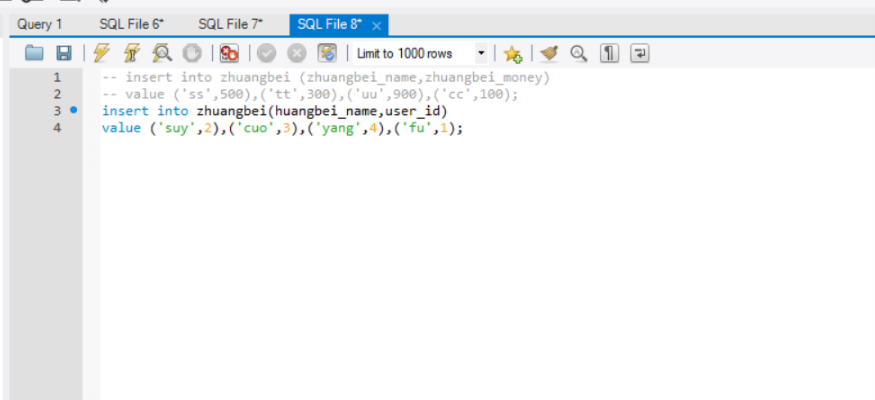 Query 1 SQL File 6* SQL File 7* SQL File 8* ×
Limit to 1000 rows
1 -- insert into zhuangbei (zhuangbei_name,zhuangbei_money)
2 -- value ('ss',500),('tt',300),('uu',900),('cc',100);
3 insert into zhuangbei(huangbei_name,user_id)
4 value ('suy',2),('cuo',3),('yang',4),('fu',1);